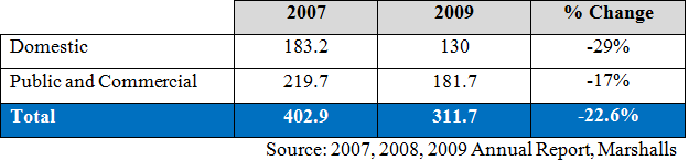 2007 2009 % Change
Domestic 183.2 130 -29%
Public and Commercial 219.7 181.7 -17%
Total 402.9 311.7 -22.6%
Source: 2007, 2008, 2009 Annual Report, Marshalls